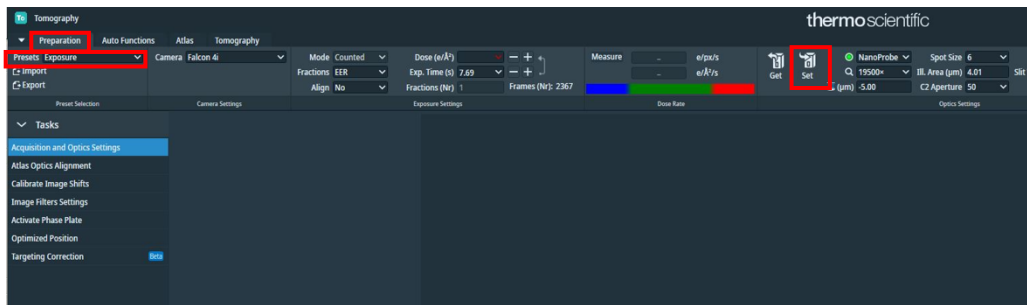 To Tomography
thermoscientific
Preparation Auto Functions Atlas Tomography
Presets Exposure Camera Falcon 4i Mode Counted Dose (e/Å²) Measure - e/px/s NanoProbe Spot Size 6
Import Fractions EER Exp. Time (s) 7.69 - e/Å²/s Get Set 19500× Ill. Area (µm) 4.01 Slit
Export Align No Fractions (Nr) 1 Frames (Nr): 2367 (µm) -5.00 C2 Aperture 50
Preset Selection Camera Settings Exposure Settings Dose Rate Optics Settings
Tasks
Acquisition and Optics Settings
Atlas Optics Alignment
Calibrate Image Shifts
Image Filters Settings
Activate Phase Plate
Optimized Position
Targeting Correction Beta